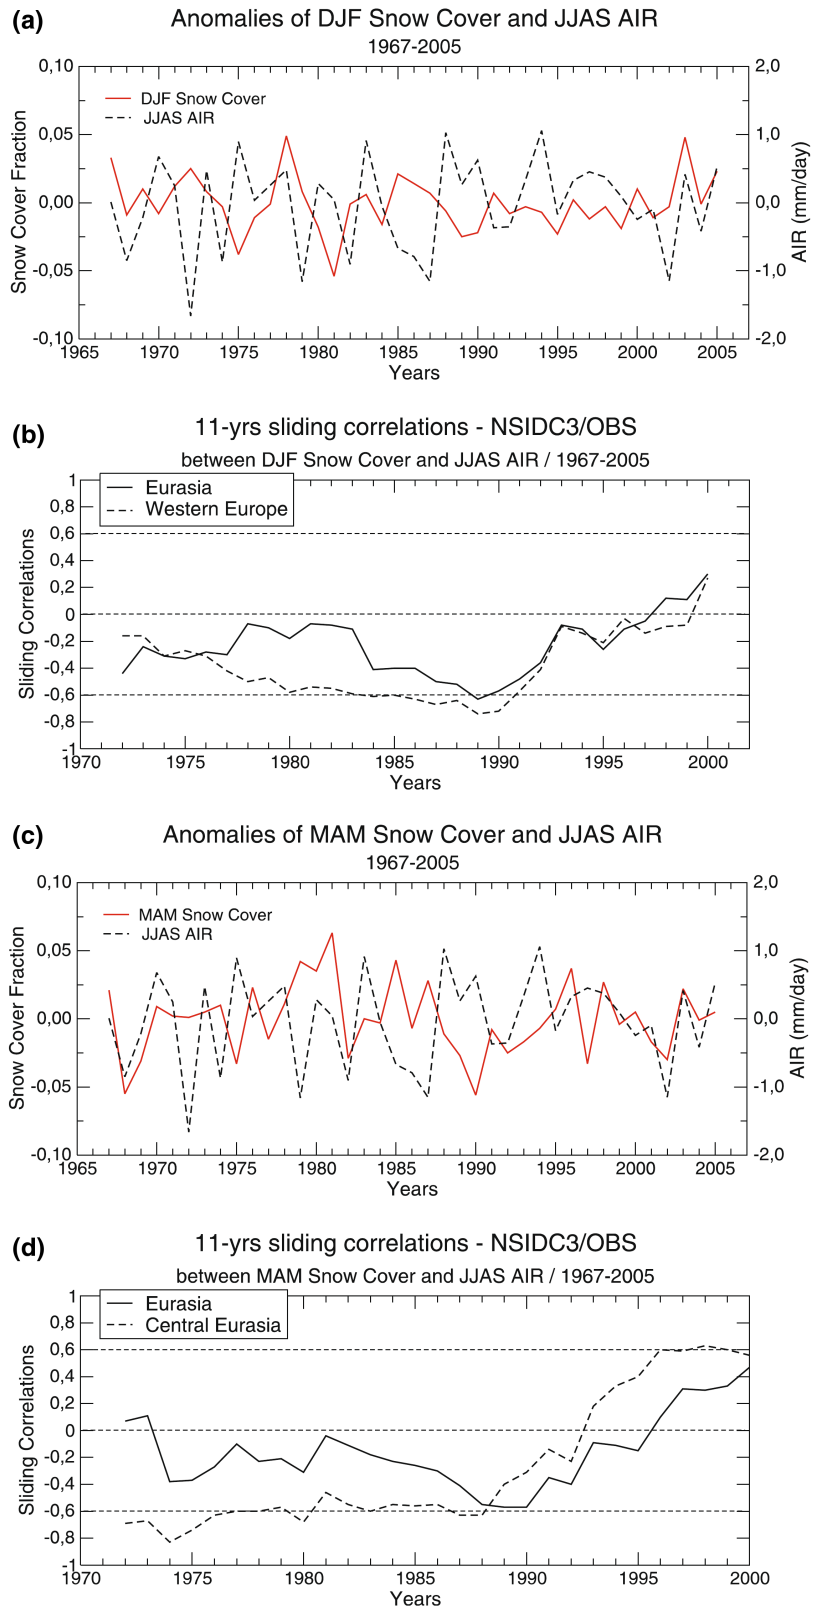 (a)
Anomalies of DJF Snow Cover and JJAS AIR
1967-2005
0,10
0,05
0,00
-0,05
-0,10
Snow Cover Fraction
DJF Snow Cover
JJAS AIR
2,0
1,0
0,0
-1,0
-2,0
AIR (mm/day)
1965 1970 1975 1980 1985 1990 1995 2000 2005
Years
(b)
11-yrs sliding correlations - NSIDC3/OBS
between DJF Snow Cover and JJAS AIR / 1967-2005
Eurasia
Western Europe
1
0,8
0,6
0,4
0,2
0
-0,2
-0,4
-0,6
-0,8
-1
Sliding Correlations
1970 1975 1980 1985 1990 1995 2000
Years
(c)
Anomalies of MAM Snow Cover and JJAS AIR
1967-2005
0,10
0,05
0,00
-0,05
-0,10
Snow Cover Fraction
MAM Snow Cover
JJAS AIR
2,0
1,0
0,0
-1,0
-2,0
AIR (mm/day)
1965 1970 1975 1980 1985 1990 1995 2000 2005
Years
(d)
11-yrs sliding correlations - NSIDC3/OBS
between MAM Snow Cover and JJAS AIR / 1967-2005
Eurasia
Central Eurasia
1
0,8
0,6
0,4
0,2
0
-0,2
-0,4
-0,6
-0,8
-1
Sliding Correlations
1970 1975 1980 1985 1990 1995 2000
Years